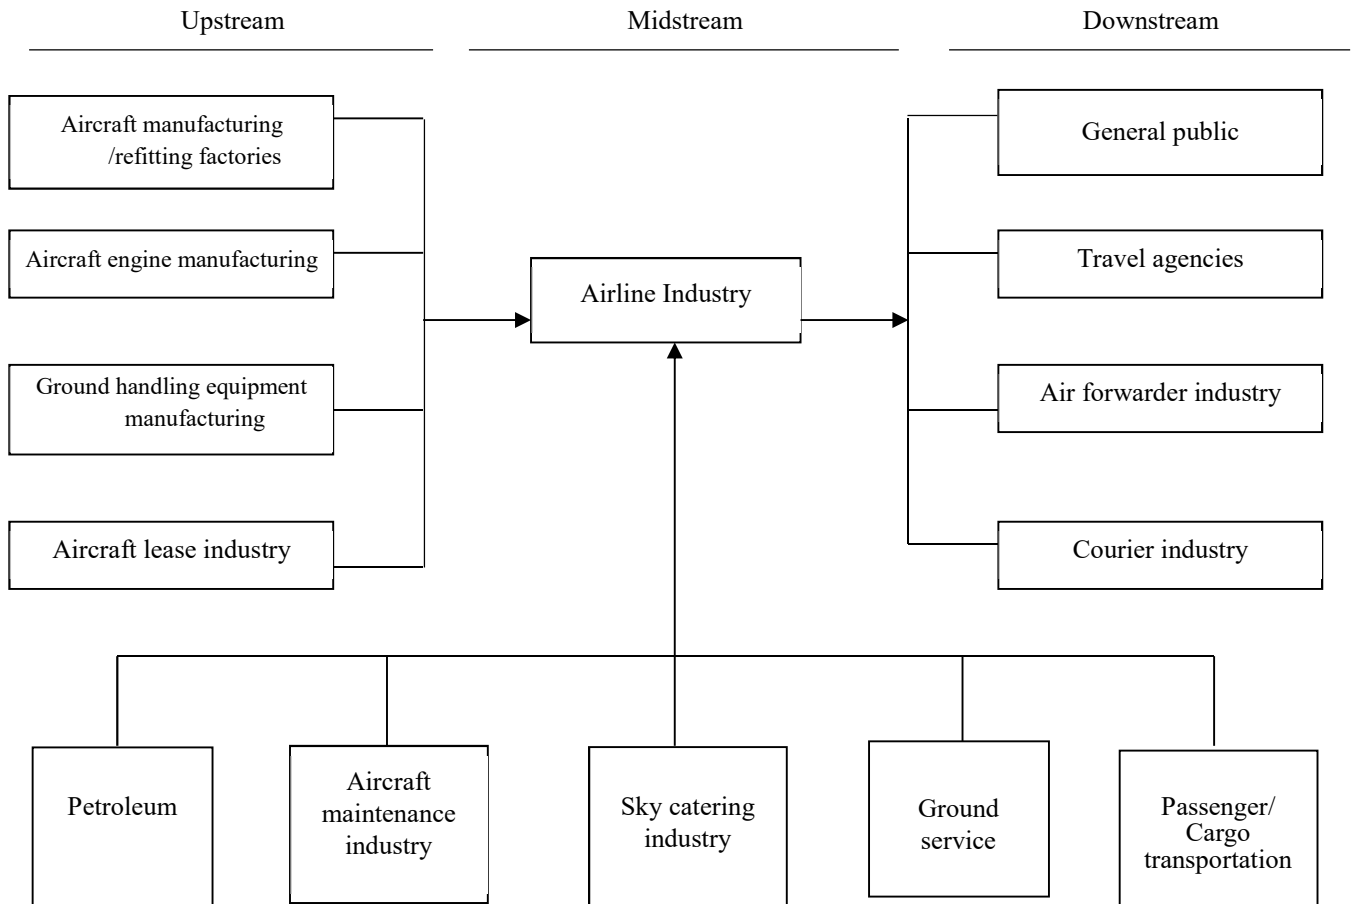 Upstream
Midstream
Downstream
Aircraft manufacturing
/refitting factories
Aircraft engine manufacturing
Ground handling equipment
manufacturing
Aircraft lease industry
Airline Industry
General public
Travel agencies
Air forwarder industry
Courier industry
Petroleum
Aircraft
maintenance
industry
Sky catering
industry
Ground
service
Passenger/
Cargo
transportation